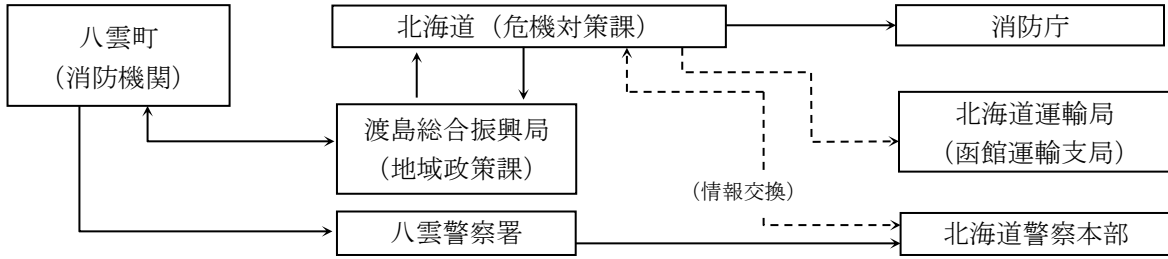 八雲町
（消防機関）
北海道（危機対策課）
消防庁
渡島総合振興局
（地域政策課）
北海道運輸局
（函館運輸支局）
（情報交換）
八雲警察署
北海道警察本部